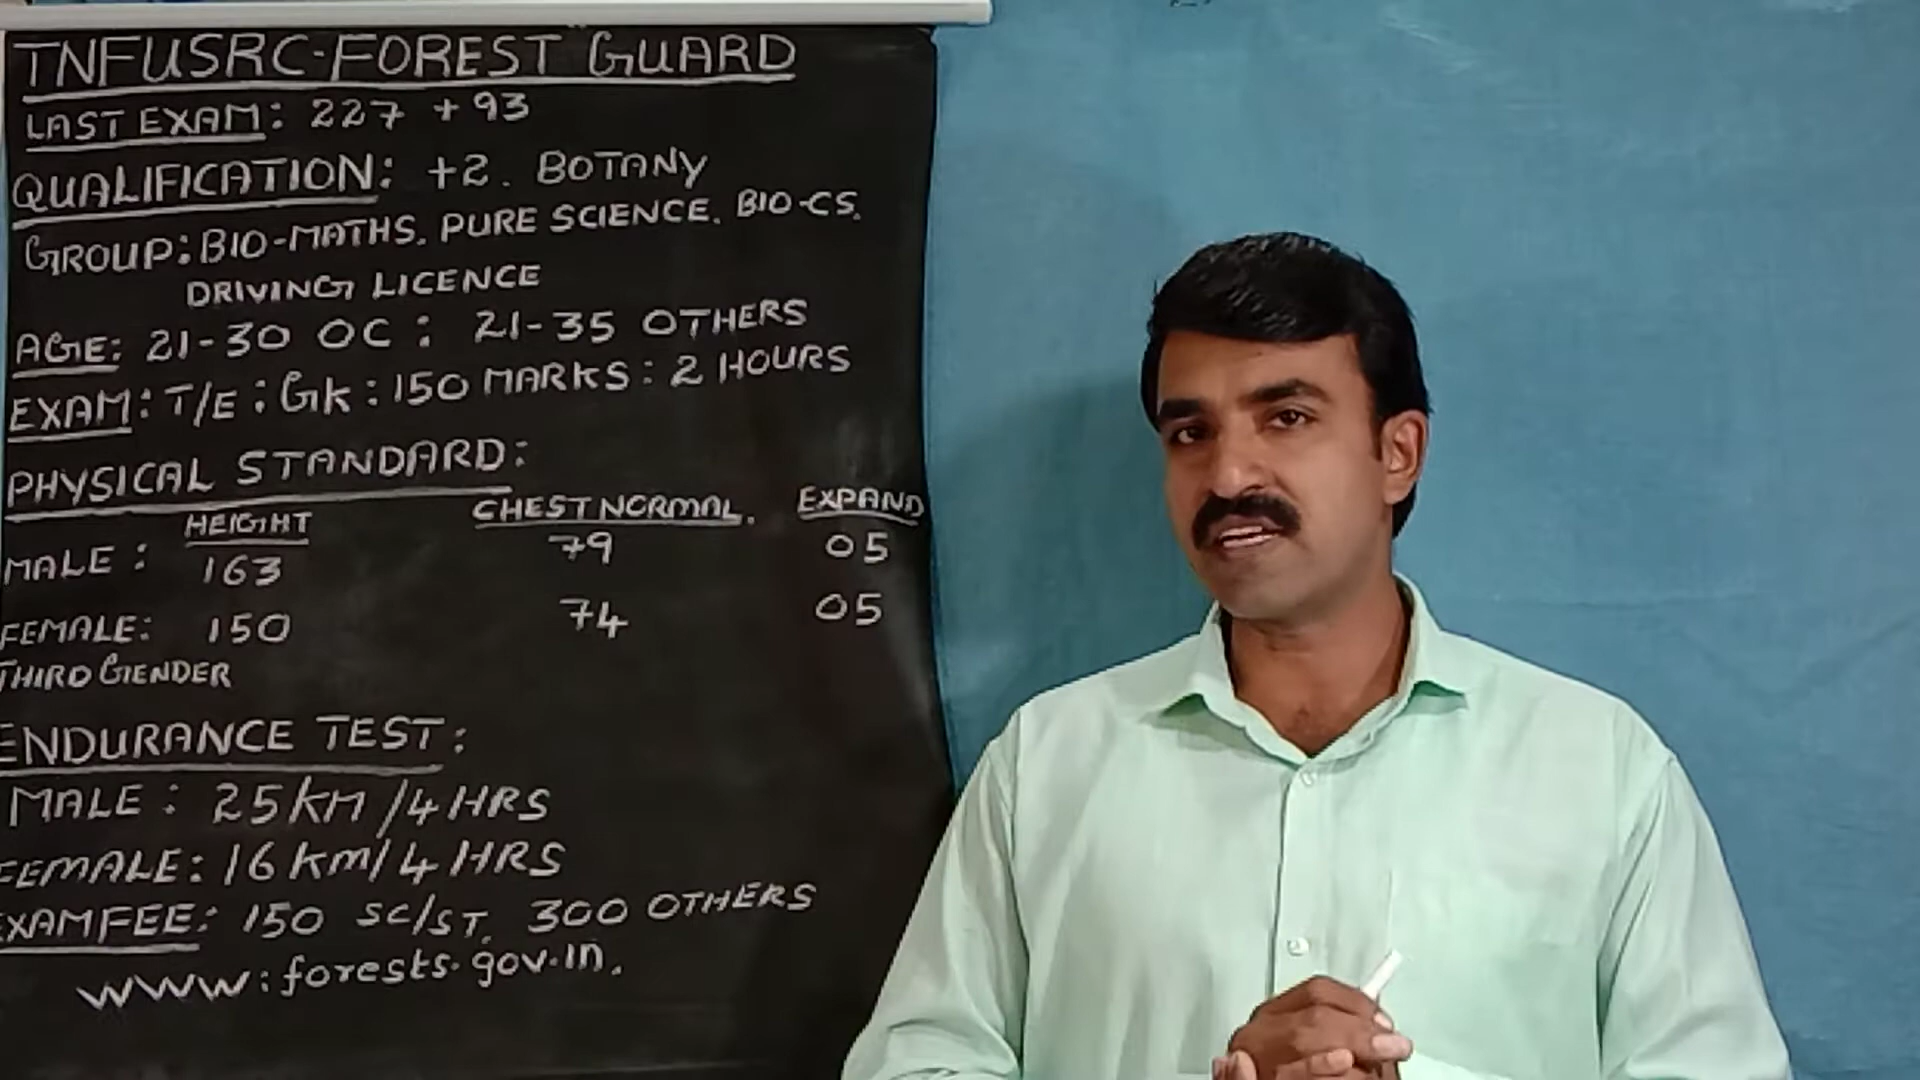 TNFUSRC-FOREST GUARD
LAST EXAM: 227 + 93
QUALIFICATION: +2. BOTANY
GROUP: BIO-MATHS. PURE SCIENCE. BIO-CS.
DRIVING LICENCE
AGE: 21-30 OC : 21-35 OTHERS
EXAM: T/E : GK : 150 MARKS : 2 HOURS
PHYSICAL STANDARD:
HEIGHT CHEST NORMAL. EXPAND
MALE : 163 79 05
FEMALE: 150 74 05
THIRD GENDER
ENDURANCE TEST:
MALE : 25 KM /4 HRS
FEMALE: 16 KM/4 HRS
EXAM FEE: 150 SC/ST. 300 OTHERS
www:forests.gov.in.